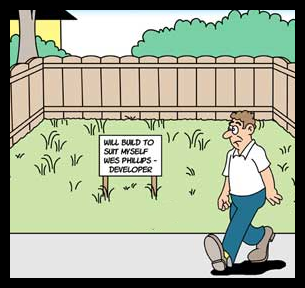 WILL BUILD TO
SUIT MYSELF
WES PHILLIPS -
DEVELOPER